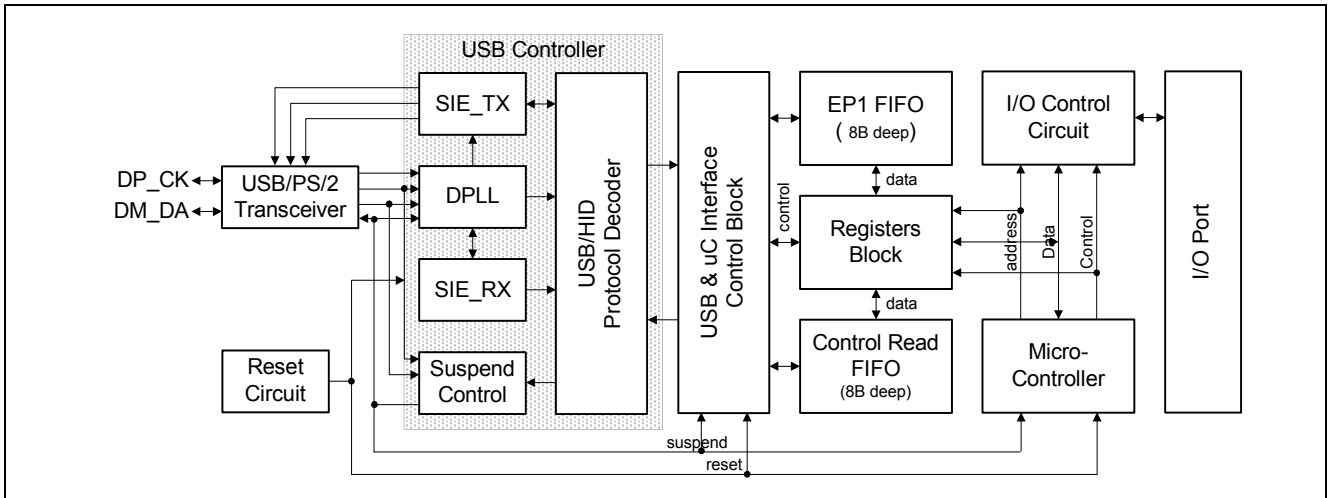 USB Controller
SIE_TX
DPLL
SIE_RX
Suspend
Control
USB/HID
Protocol Decoder
DP_CK
DM_DA
USB/PS/2
Transceiver
Reset
Circuit
USB & uC Interface
Control Block
EP1 FIFO
( 8B deep)
data
control
Registers
Block
data
Control Read
FIFO
(8B deep)
I/O Control
Circuit
address
Data
Control
Micro-
Controller
I/O Port
suspend
reset